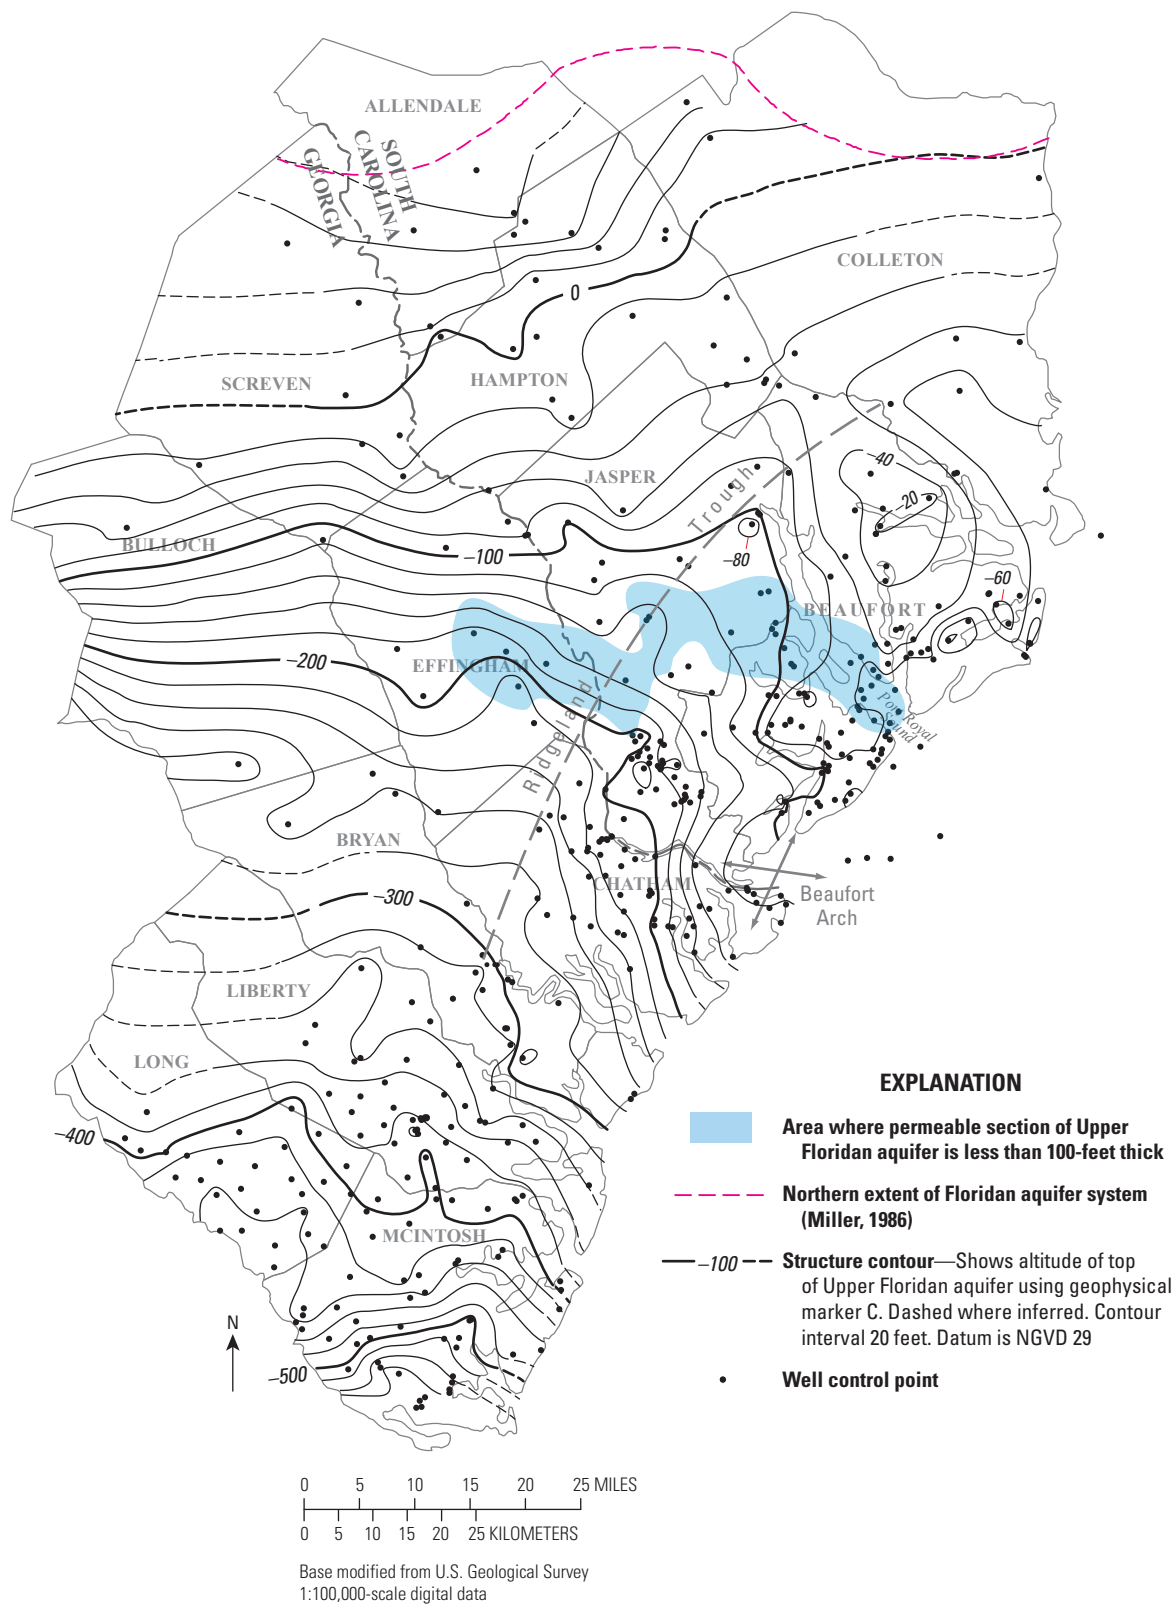 ALLENDALE
SOUTH
CAROLINA
GEORGIA
COLLETON
0
SCREVEN
HAMPTON
JASPER
–40
Trough
–20
BULLOCH
–100
–80
–60
BEAUFORT
–200
EFFINGHAM
Port Royal
Sound
Ridgeland
BRYAN
CHATHAM
Beaufort
Arch
–300
LIBERTY
LONG
–400
MCINTOSH
–500
N
EXPLANATION
Area where permeable section of Upper
Floridan aquifer is less than 100-feet thick
Northern extent of Floridan aquifer system
(Miller, 1986)
–100
Structure contour—Shows altitude of top
of Upper Floridan aquifer using geophysical
marker C. Dashed where inferred. Contour
interval 20 feet. Datum is NGVD 29
Well control point
0 5 10 15 20 25 MILES
0 5 10 15 20 25 KILOMETERS
Base modified from U.S. Geological Survey
1:100,000-scale digital data